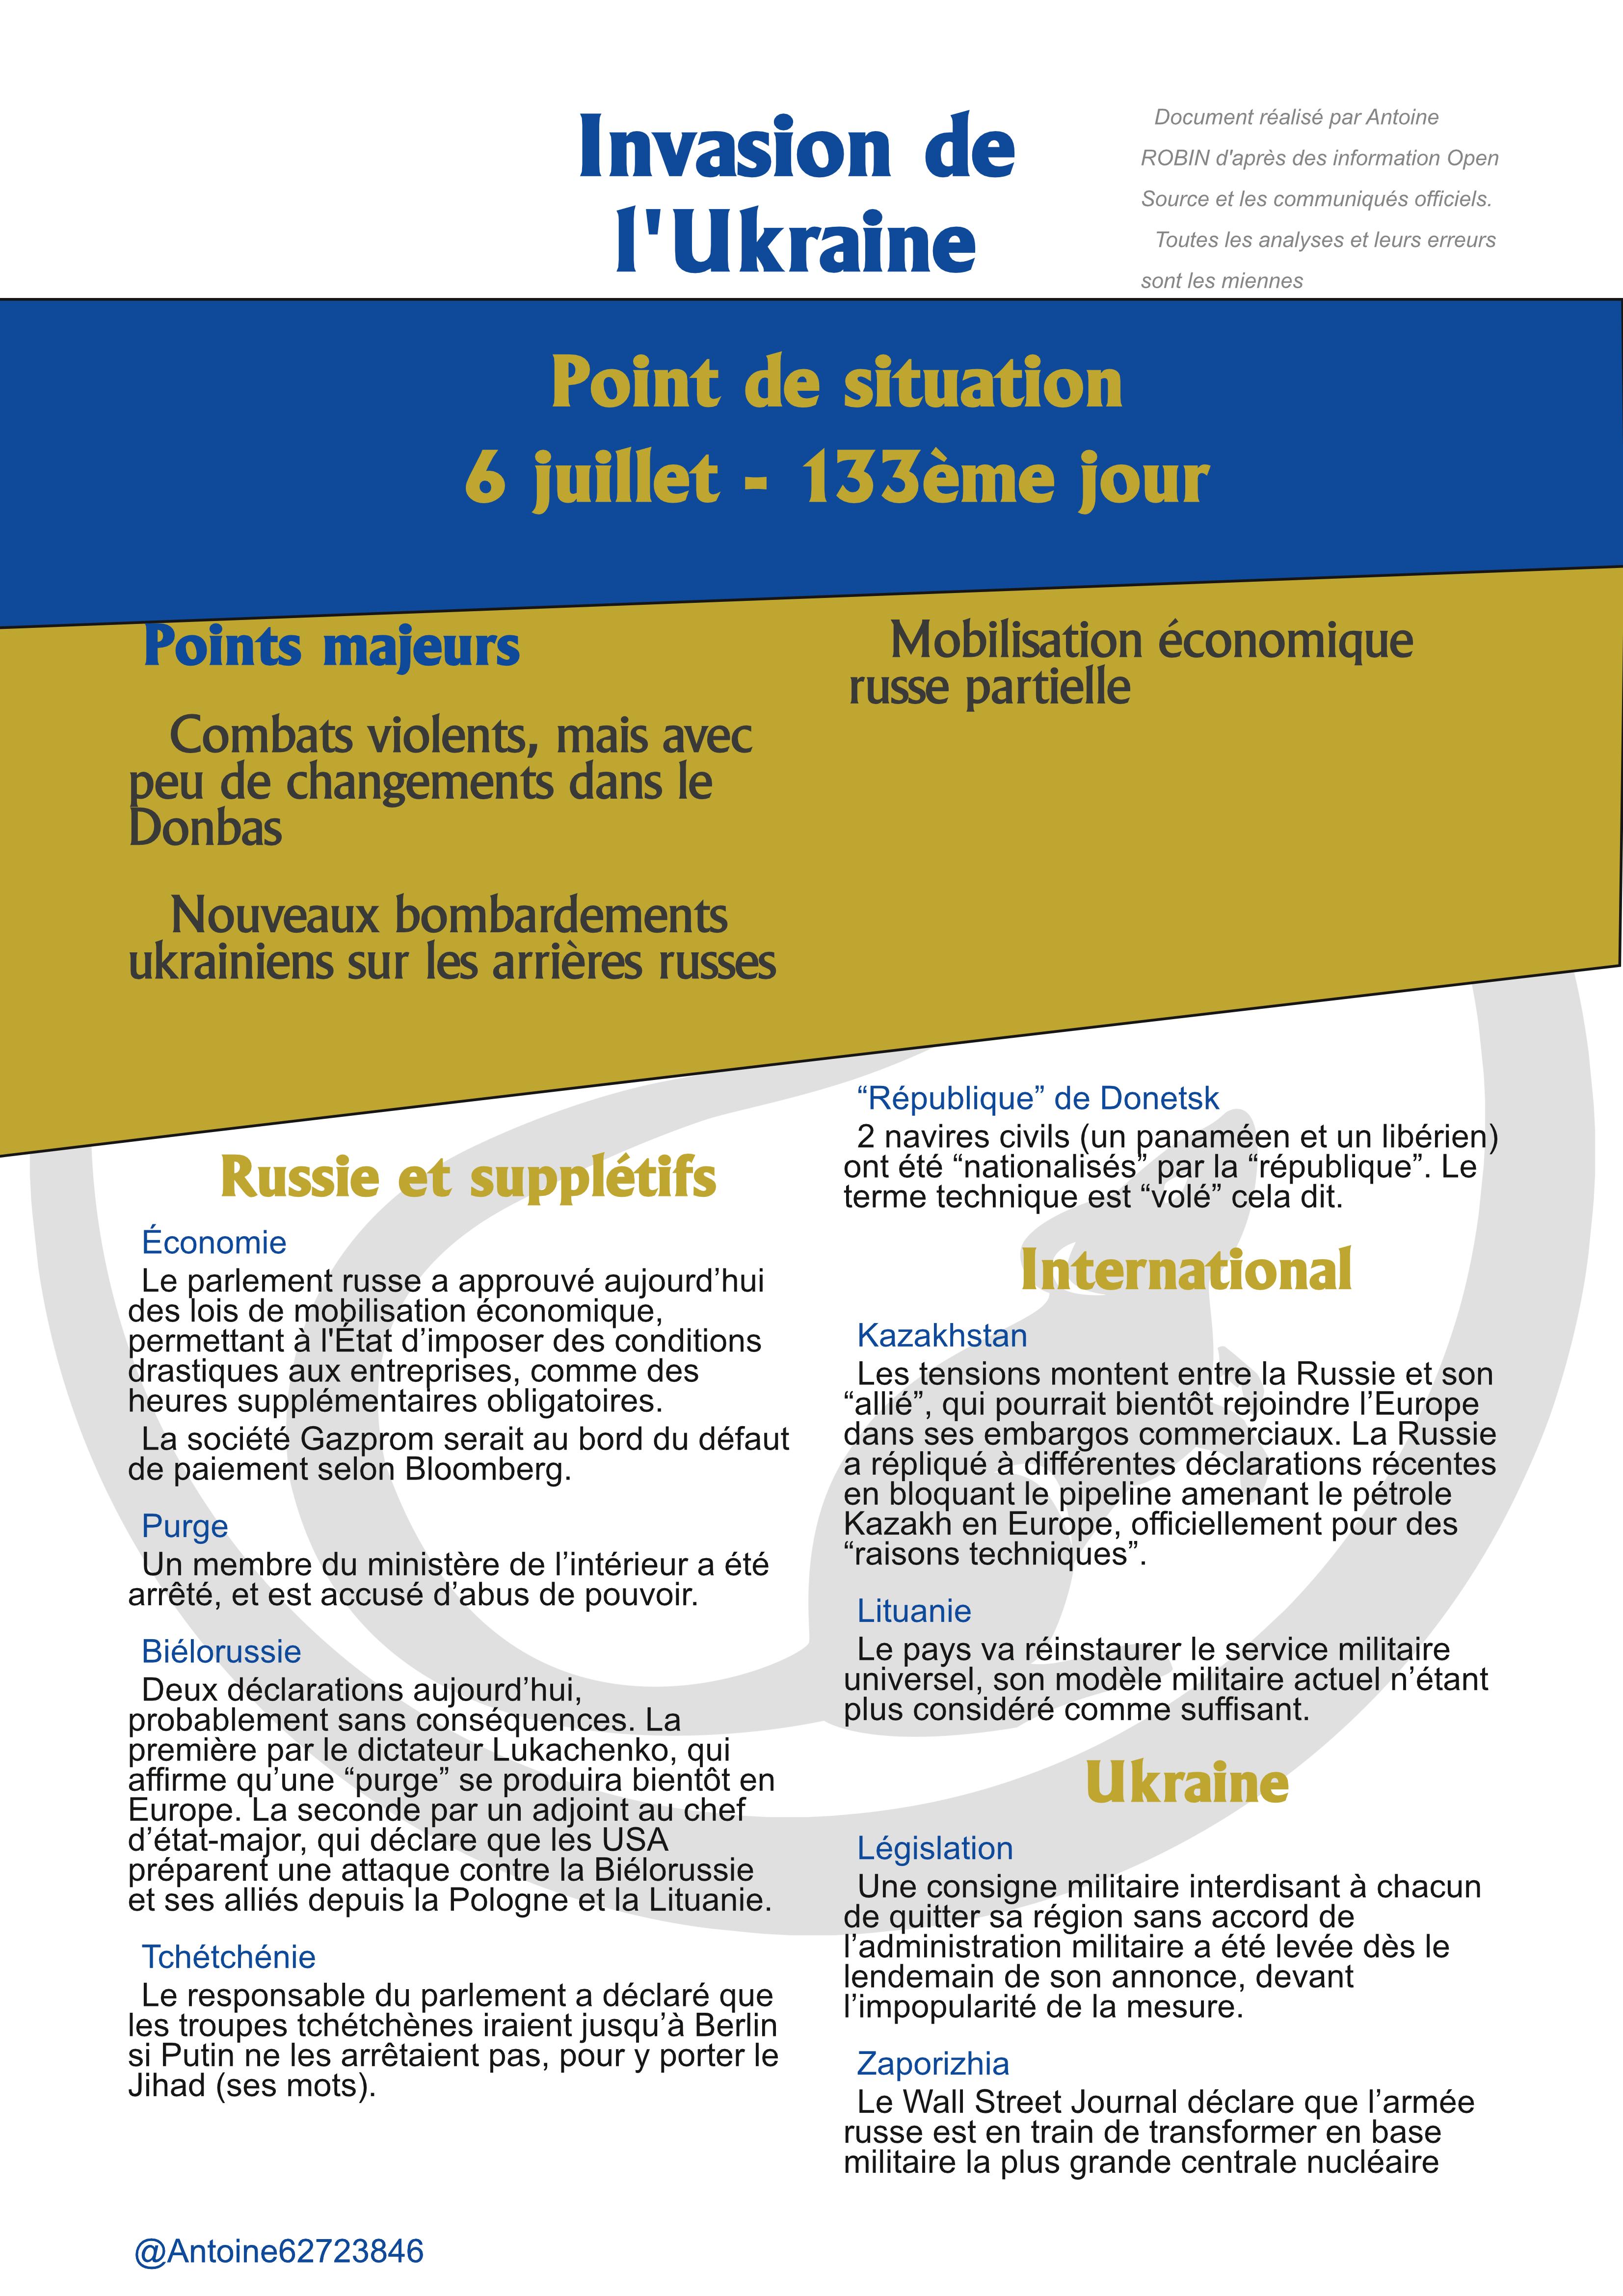 Invasion de
l'Ukraine
Document réalisé par Antoine
ROBIN d'après des information Open
Source et les communiqués officiels.
Toutes les analyses et leurs erreurs
sont les miennes
Point de situation
6 juillet - 133ème jour
Points majeurs
Combats violents, mais avec
peu de changements dans le
Donbas
Nouveaux bombardements
ukrainiens sur les arrières russes
Mobilisation économique
russe partielle
Russie et supplétifs
Économie
Le parlement russe a approuvé aujourd’hui
des lois de mobilisation économique,
permettant à l'État d’imposer des conditions
drastiques aux entreprises, comme des
heures supplémentaires obligatoires.
La société Gazprom serait au bord du défaut
de paiement selon Bloomberg.
Purge
Un membre du ministère de l’intérieur a été
arrêté, et est accusé d’abus de pouvoir.
Biélorussie
Deux déclarations aujourd’hui,
probablement sans conséquences. La
première par le dictateur Lukachenko, qui
affirme qu’une “purge” se produira bientôt en
Europe. La seconde par un adjoint au chef
d’état-major, qui déclare que les USA
préparent une attaque contre la Biélorussie
et ses alliés depuis la Pologne et la Lituanie.
Tchétchénie
Le responsable du parlement a déclaré que
les troupes tchétchènes iraient jusqu’à Berlin
si Putin ne les arrêtaient pas, pour y porter le
Jihad (ses mots).
“République” de Donetsk
2 navires civils (un panaméen et un libérien)
ont été “nationalisés” par la “république”. Le
terme technique est “volé” cela dit.
International
Kazakhstan
Les tensions montent entre la Russie et son
“allié”, qui pourrait bientôt rejoindre l’Europe
dans ses embargos commerciaux. La Russie
a répliqué à différentes déclarations récentes
en bloquant le pipeline amenant le pétrole
Kazakh en Europe, officiellement pour des
“raisons techniques”.
Lituanie
Le pays va réinstaurer le service militaire
universel, son modèle militaire actuel n’étant
plus considéré comme suffisant.
Ukraine
Législation
Une consigne militaire interdisant à chacun
de quitter sa région sans accord de
l’administration militaire a été levée dès le
lendemain de son annonce, devant
l’impopularité de la mesure.
Zaporizhia
Le Wall Street Journal déclare que l’armée
russe est en train de transformer en base
militaire la plus grande centrale nucléaire
@Antoine62723846